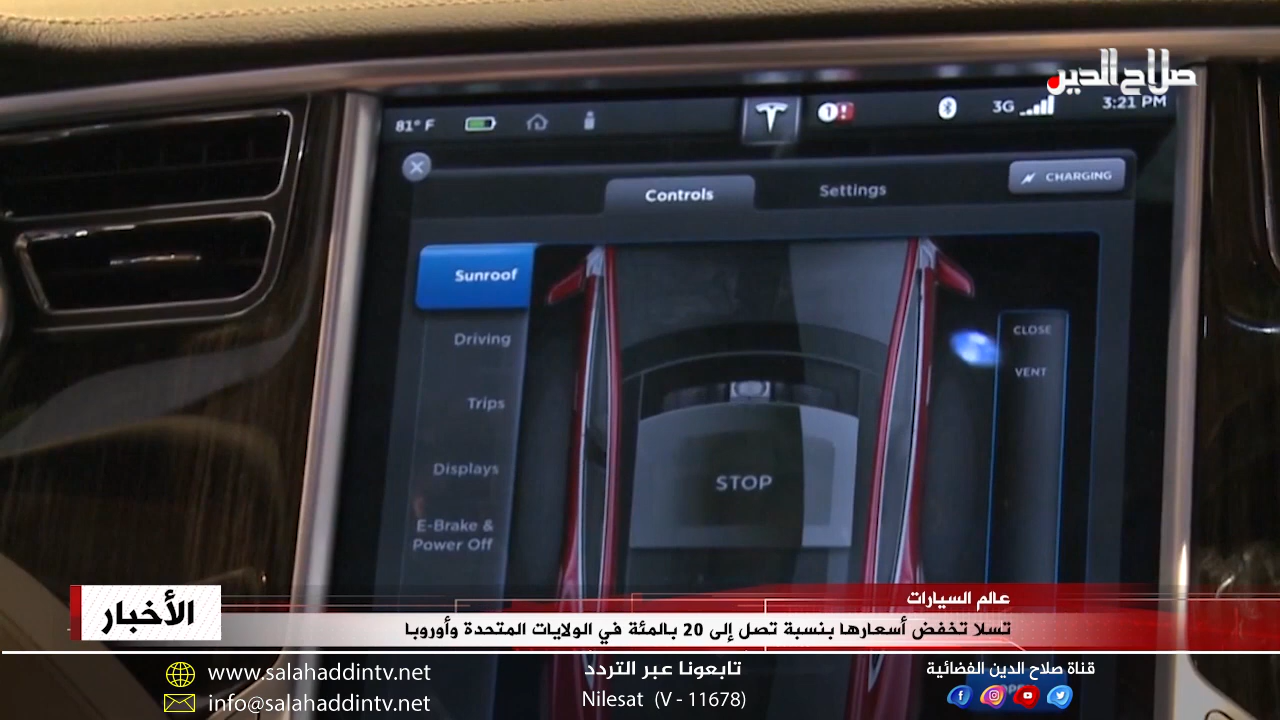 صلاح الدين
81° F
3G
3:21 PM
Controls
Settings
CHARGING
Sunroof
Driving
Trips
Displays
E-Brake &
Power Off
STOP
CLOSE
VENT
عالم السيارات
الأخبار
تسلا تخفض أسعارها بنسبة تصل إلى 20 بالمئة في الولايات المتحدة وأوروبا
www.salahaddintv.net
تابعونا عبر التردد
قناة صلاح الدين الفضائية
info@salahaddintv.net
Nilesat (V - 11678)